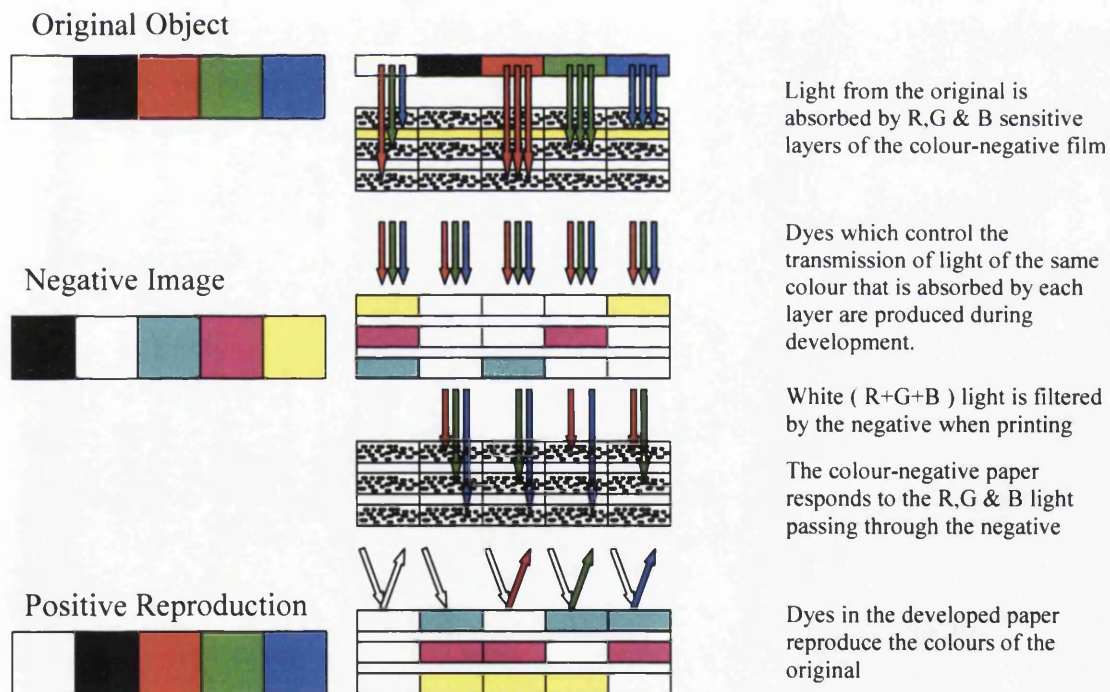 Original Object
Light from the original is
absorbed by R,G & B sensitive
layers of the colour-negative film
Negative Image
Dyes which control the
transmission of light of the same
colour that is absorbed by each
layer are produced during
development.
White ( R+G+B ) light is filtered
by the negative when printing
The colour-negative paper
responds to the R,G & B light
passing through the negative
Positive Reproduction
Dyes in the developed paper
reproduce the colours of the
original